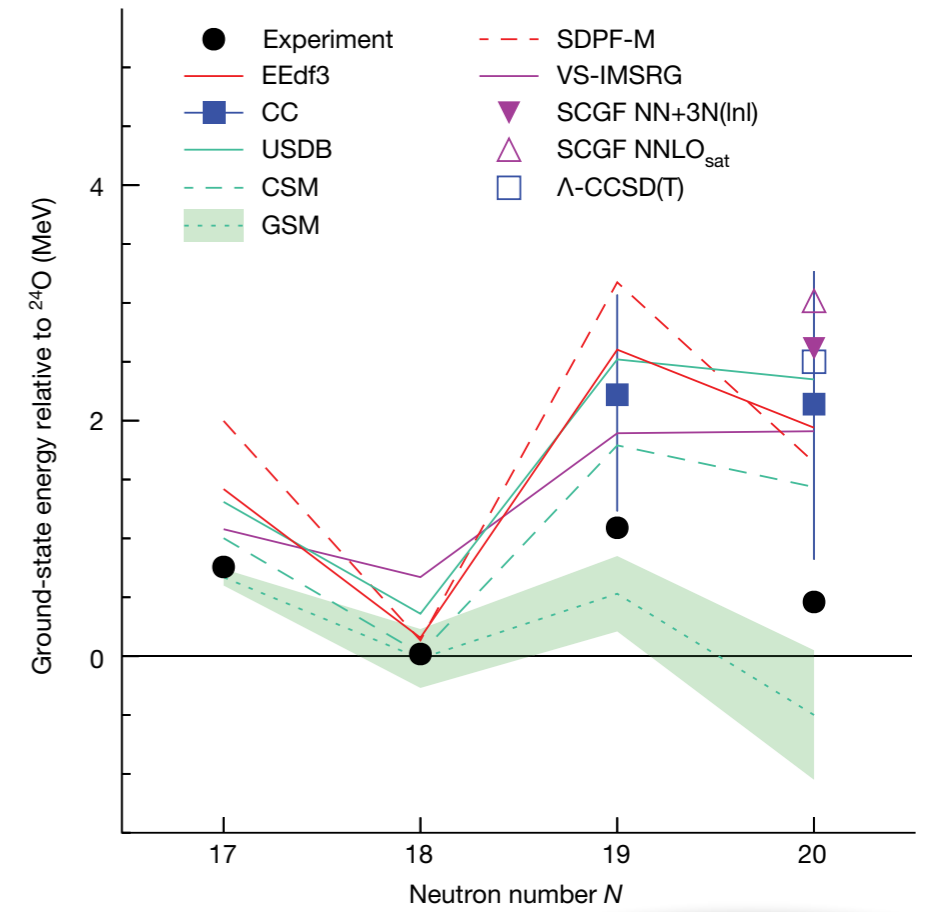 Experiment
EEdf3
CC
USDB
CSM
GSM
SDPF-M
VS-IMSRG
SCGF NN+3N(lnl)
SCGF NNLOsat
Λ-CCSD(T)
Ground-state energy relative to ²⁴O (MeV)
4
2
0
17 18 19 20
Neutron number N